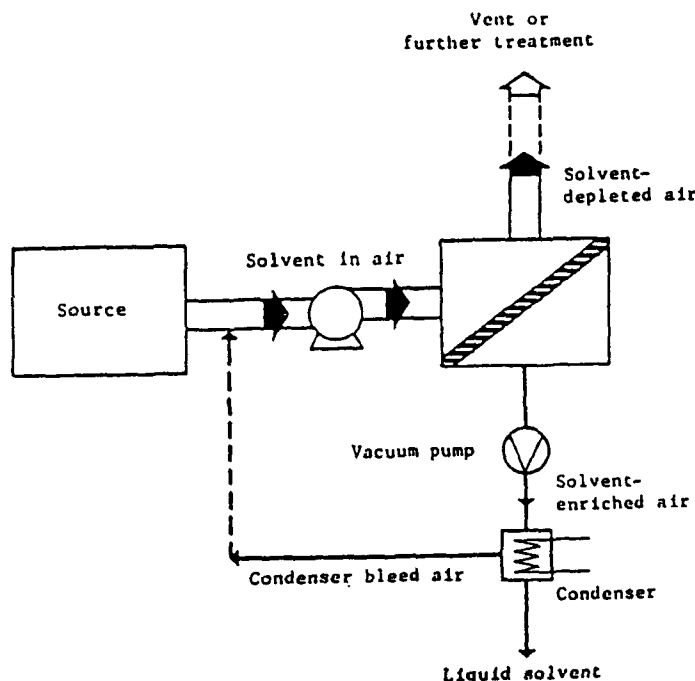 Vent or
further treatment
Solvent-
depleted air
Solvent in air
Source
Vacuum pump
Solvent-
enriched air
Condenser bleed air
Condenser
Liquid solvent